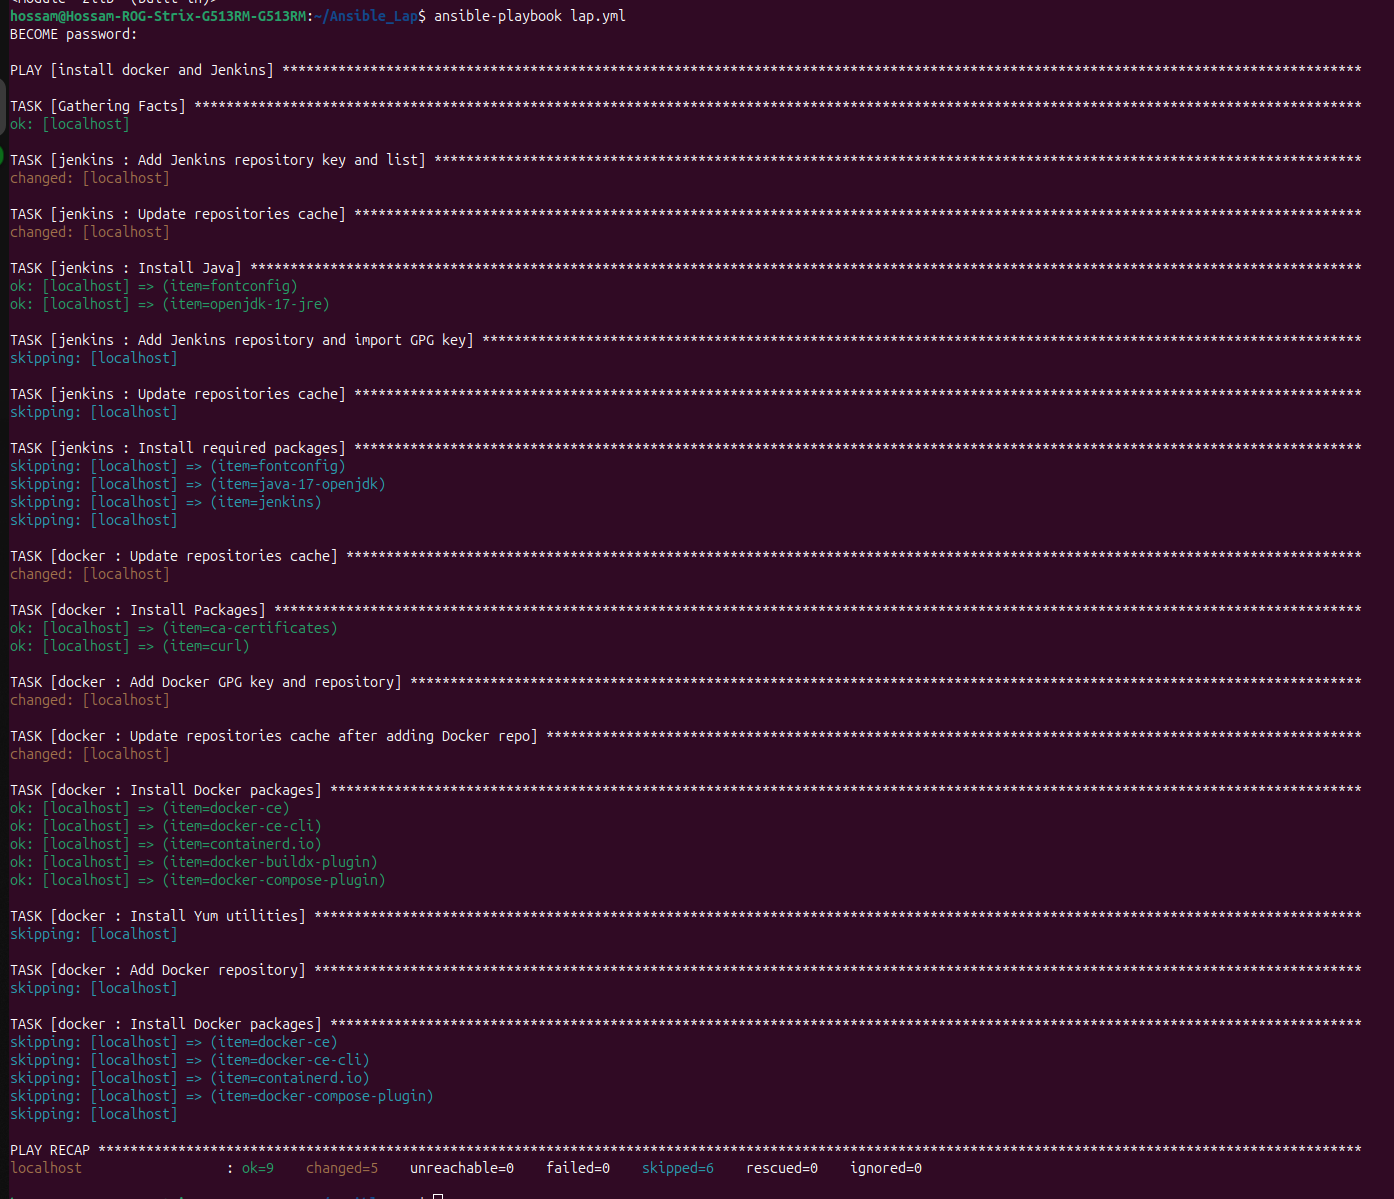 hossam@Hossam-ROG-Strix-G513RM-G513RM:~/Ansible_Lap$ ansible-playbook lap.yml
BECOME password:
PLAY [install docker and Jenkins] ***************************************************************************************************************************************
TASK [Gathering Facts] **************************************************************************************************************************************************
ok: [localhost]
TASK [jenkins : Add Jenkins repository key and list] ********************************************************************************************************************
changed: [localhost]
TASK [jenkins : Update repositories cache] ******************************************************************************************************************************
changed: [localhost]
TASK [jenkins : Install Java] *******************************************************************************************************************************************
ok: [localhost] => (item=fontconfig)
ok: [localhost] => (item=openjdk-17-jre)
TASK [jenkins : Add Jenkins repository and import GPG key] **************************************************************************************************************
skipping: [localhost]
TASK [jenkins : Update repositories cache] ******************************************************************************************************************************
skipping: [localhost]
TASK [jenkins : Install required packages] ******************************************************************************************************************************
skipping: [localhost] => (item=fontconfig)
skipping: [localhost] => (item=java-17-openjdk)
skipping: [localhost] => (item=jenkins)
skipping: [localhost]
TASK [docker : Update repositories cache] *******************************************************************************************************************************
changed: [localhost]
TASK [docker : Install Packages] ****************************************************************************************************************************************
ok: [localhost] => (item=ca-certificates)
ok: [localhost] => (item=curl)
TASK [docker : Add Docker GPG key and repository] ***********************************************************************************************************************
changed: [localhost]
TASK [docker : Update repositories cache after adding Docker repo] ******************************************************************************************************
changed: [localhost]
TASK [docker : Install Docker packages] *********************************************************************************************************************************
ok: [localhost] => (item=docker-ce)
ok: [localhost] => (item=docker-ce-cli)
ok: [localhost] => (item=containerd.io)
ok: [localhost] => (item=docker-buildx-plugin)
ok: [localhost] => (item=docker-compose-plugin)
TASK [docker : Install Yum utilities] ***********************************************************************************************************************************
skipping: [localhost]
TASK [docker : Add Docker repository] ***********************************************************************************************************************************
skipping: [localhost]
TASK [docker : Install Docker packages] *********************************************************************************************************************************
skipping: [localhost] => (item=docker-ce)
skipping: [localhost] => (item=docker-ce-cli)
skipping: [localhost] => (item=containerd.io)
skipping: [localhost] => (item=docker-compose-plugin)
skipping: [localhost]
PLAY RECAP **************************************************************************************************************************************************************
localhost                  : ok=9    changed=5    unreachable=0    failed=0    skipped=6    rescued=0    ignored=0